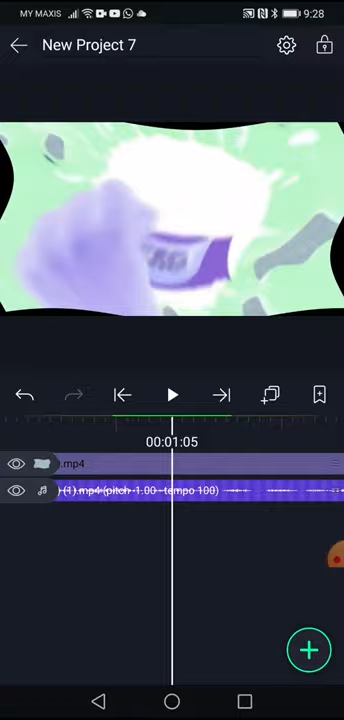 MY MAXIS
9:28
New Project 7
00:01:05
).mp4
) (1).mp4 (pitch -1.00 - tempo 100)